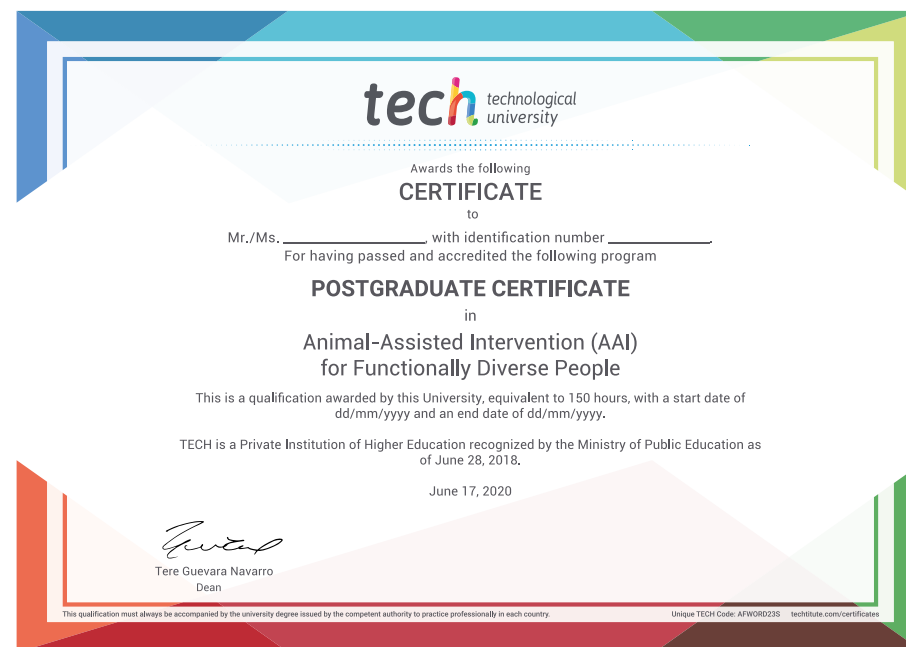 tech technological
university
Awards the following
CERTIFICATE
to
Mr./Ms. ____________________, with identification number ______________.
For having passed and accredited the following program
POSTGRADUATE CERTIFICATE
in
Animal-Assisted Intervention (AAI)
for Functionally Diverse People
This is a qualification awarded by this University, equivalent to 150 hours, with a start date of
dd/mm/yyyy and an end date of dd/mm/yyyy.
TECH is a Private Institution of Higher Education recognized by the Ministry of Public Education as
of June 28, 2018.
June 17, 2020
Tere Guevara Navarro
Dean
This qualification must always be accompanied by the university degree issued by the competent authority to practice professionally in each country.
Unique TECH Code: AFWORD23S techtitute.com/certificates